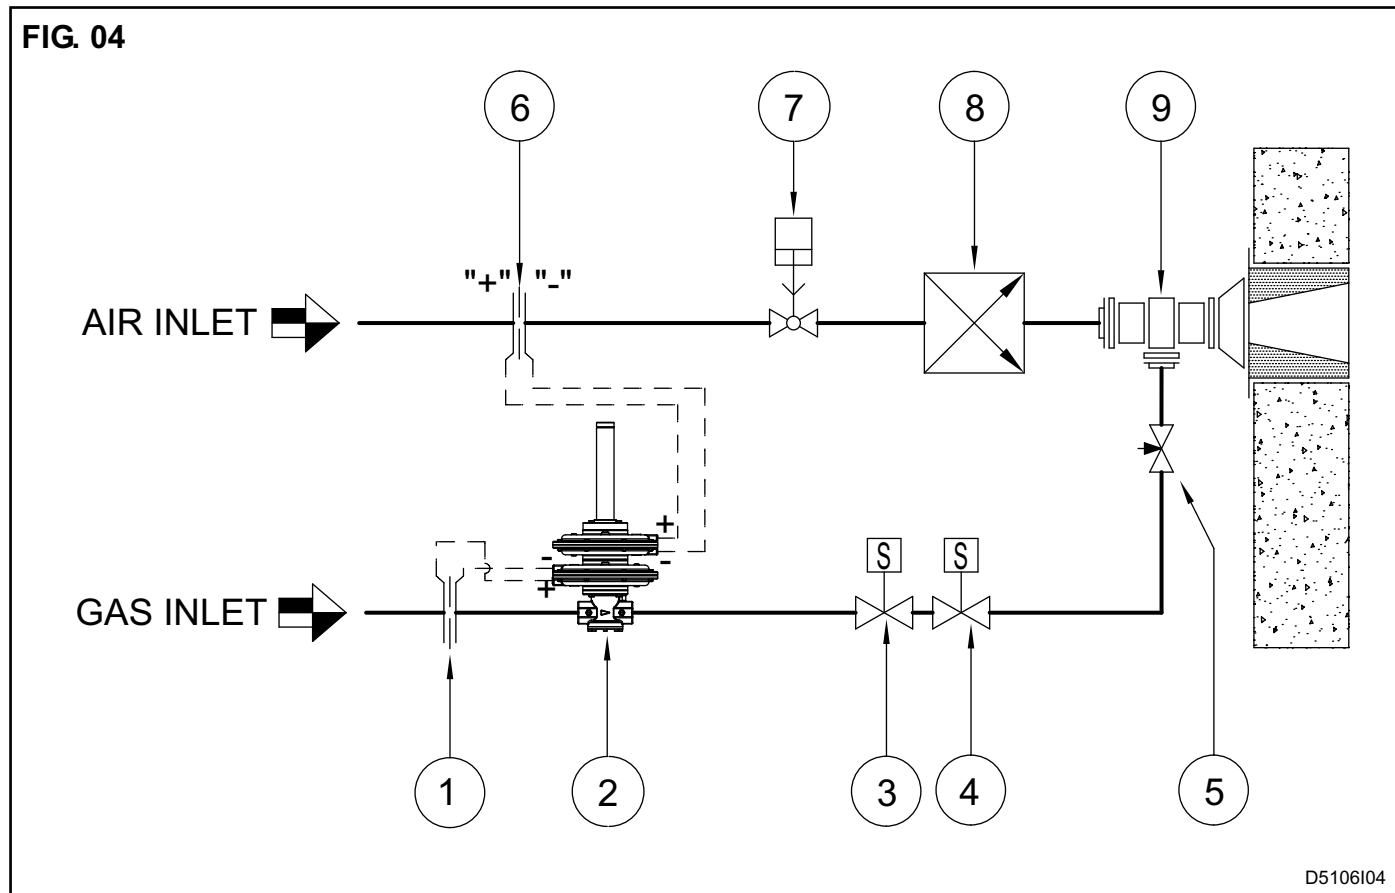 FIG. 04
6
7
8
9
"+" "-"
AIR INLET
+
-
-
+
S
S
GAS INLET
1
2
3
4
5
D5106I04